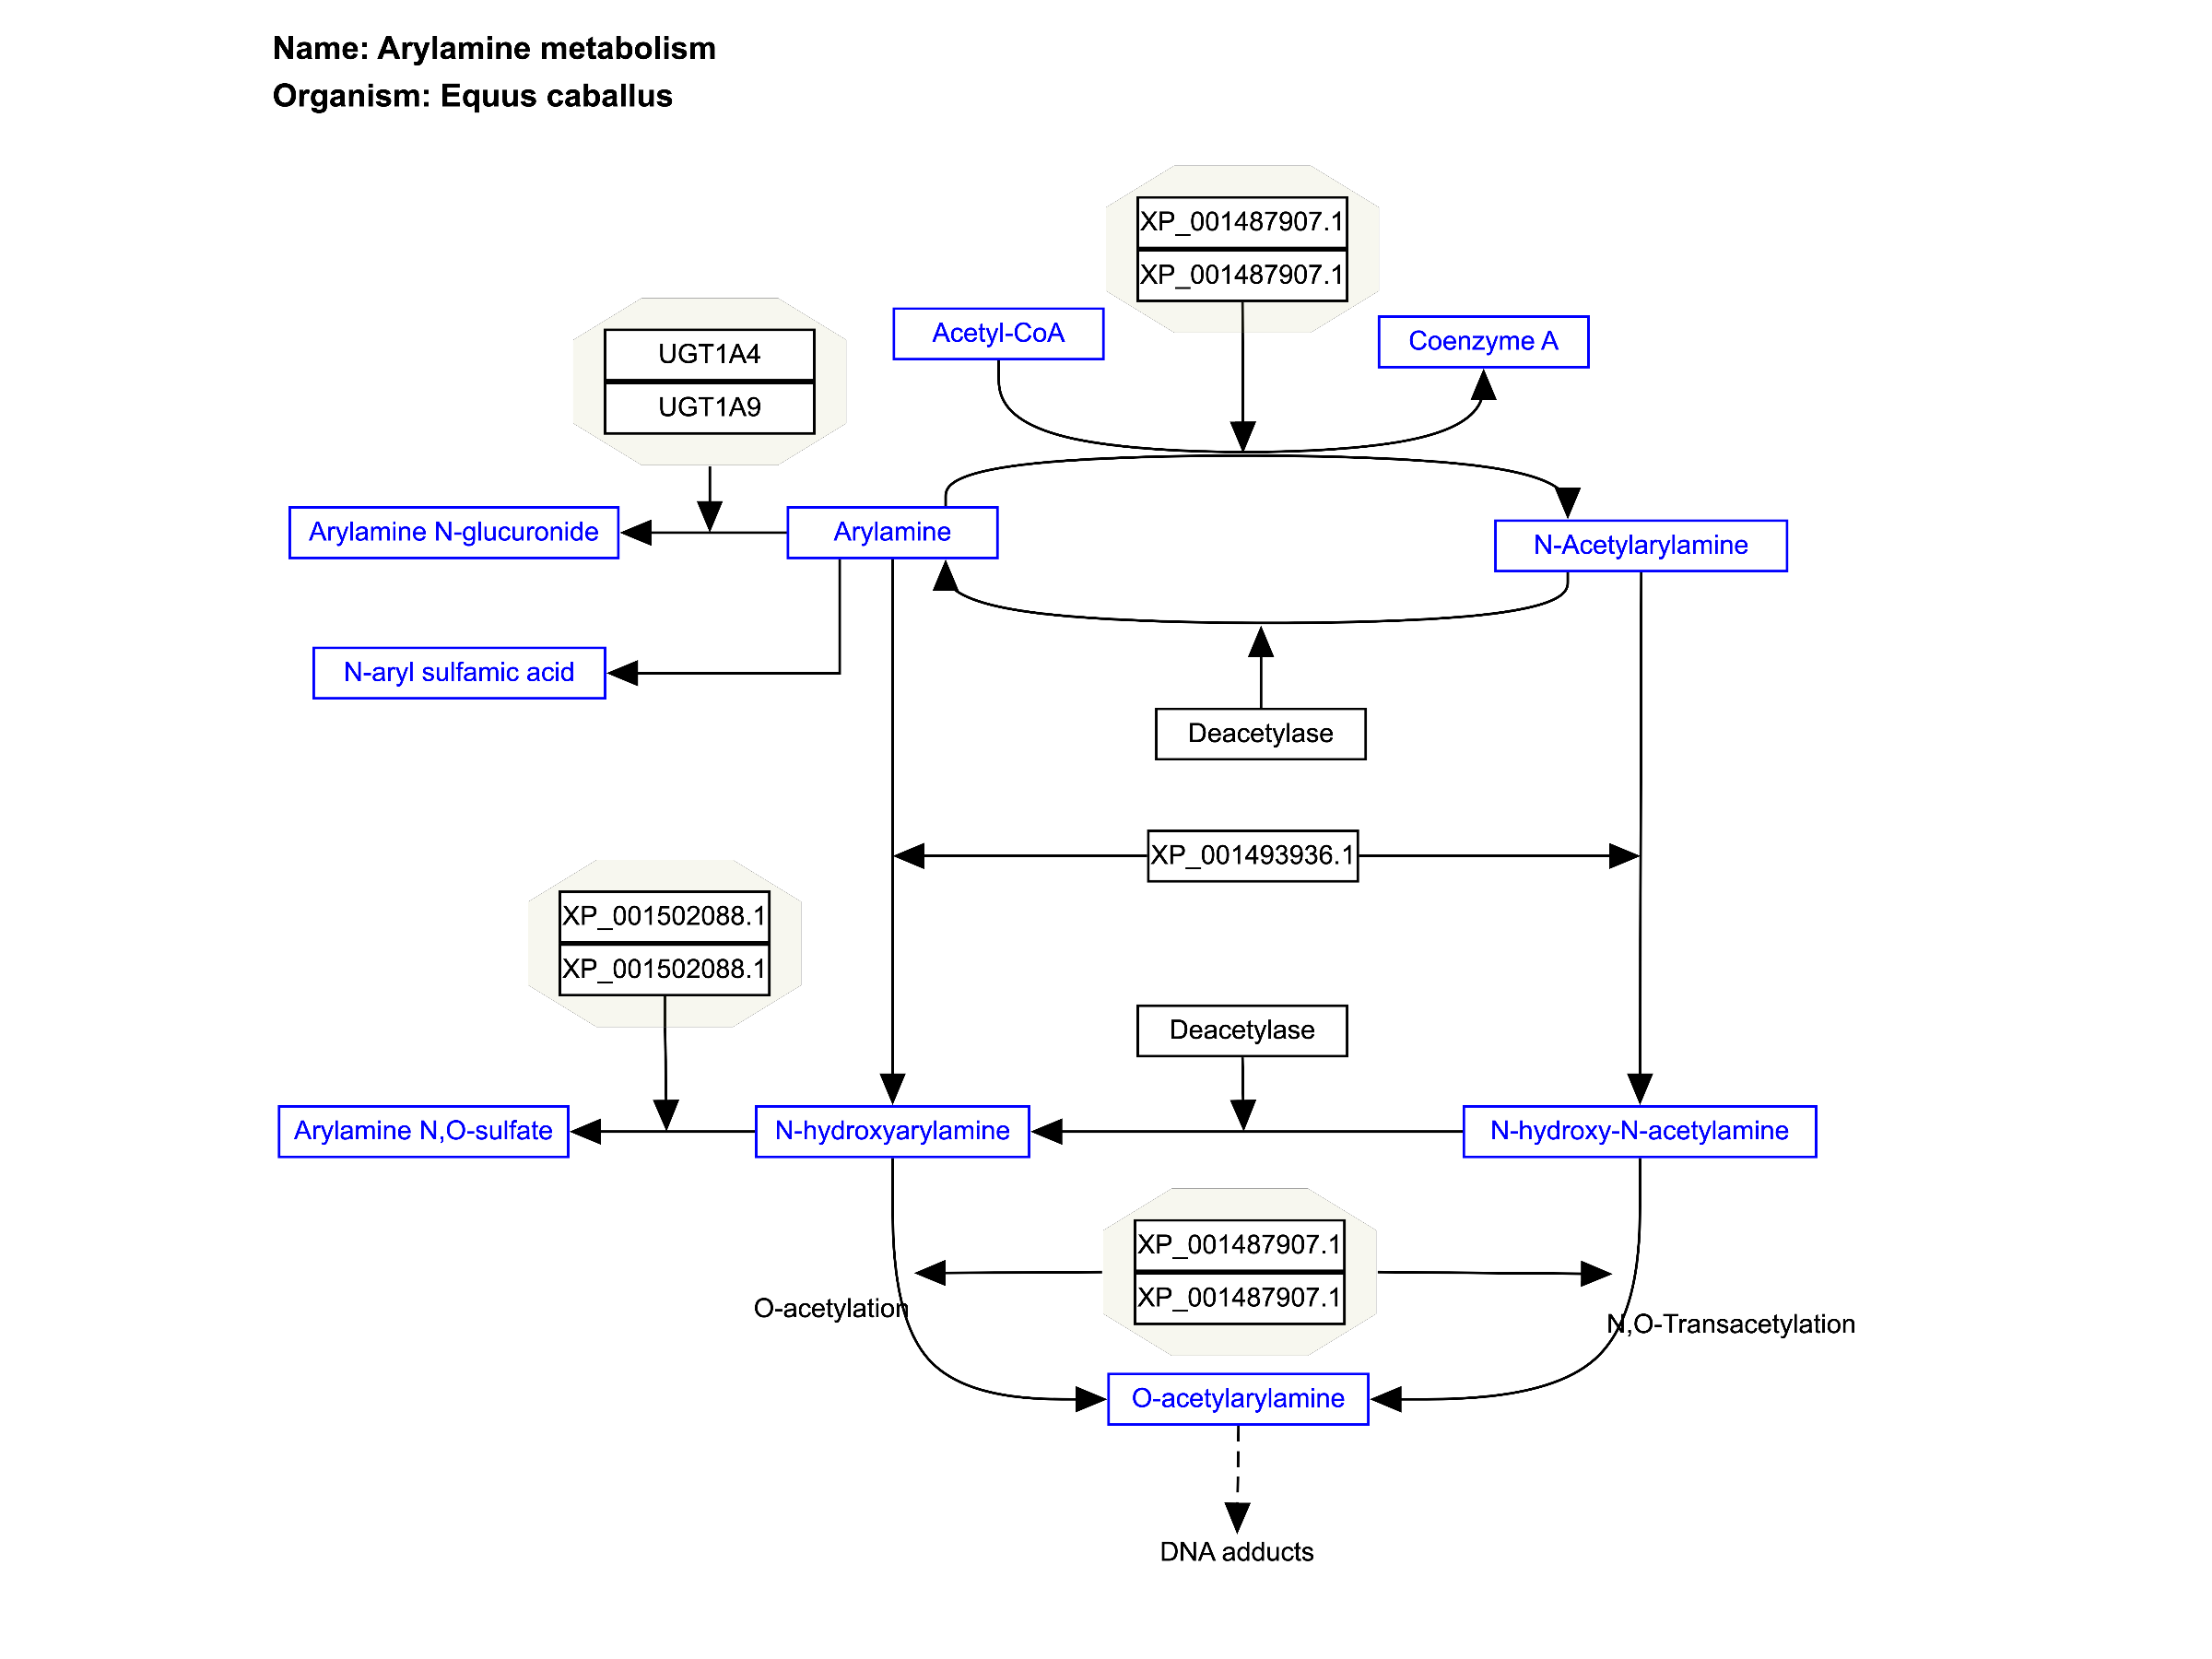 Name: Arylamine metabolism
Organism: Equus caballus
XP_001487907.1
XP_001487907.1
Acetyl-CoA
Coenzyme A
UGT1A4
UGT1A9
Arylamine N-glucuronide
Arylamine
N-Acetylarylamine
N-aryl sulfamic acid
Deacetylase
XP_001493936.1
XP_001502088.1
XP_001502088.1
Deacetylase
Arylamine N,O-sulfate
N-hydroxyarylamine
N-hydroxy-N-acetylamine
XP_001487907.1
XP_001487907.1
O-acetylation
N,O-Transacetylation
O-acetylarylamine
DNA adducts